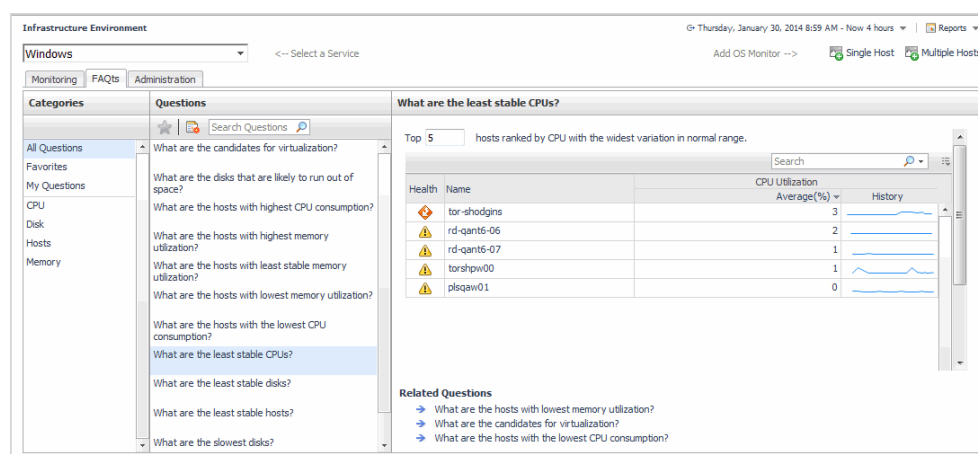 Infrastructure Environment
Thursday, January 30, 2014 8:59 AM - Now 4 hours
Reports
Windows
<-- Select a Service
Add OS Monitor -->
Single Host
Multiple Hosts
Monitoring
FAQts
Administration
Categories
All Questions
Favorites
My Questions
CPU
Disk
Hosts
Memory
Questions
Search Questions
What are the candidates for virtualization?
What are the disks that are likely to run out of
space?
What are the hosts with highest CPU consumption?
What are the hosts with highest memory
utilization?
What are the hosts with least stable memory
utilization?
What are the hosts with lowest memory utilization?
What are the hosts with the lowest CPU
consumption?
What are the least stable CPUs?
What are the least stable disks?
What are the least stable hosts?
What are the slowest disks?
What are the least stable CPUs?
Top 5 hosts ranked by CPU with the widest variation in normal range.
Search
Health Name CPU Utilization
Average(%) History
tor-shodgins 3
rd-qant6-06 2
rd-qant6-07 1
torshpw00 1
plsqaw01 0
Related Questions
What are the hosts with lowest memory utilization?
What are the candidates for virtualization?
What are the hosts with the lowest CPU consumption?